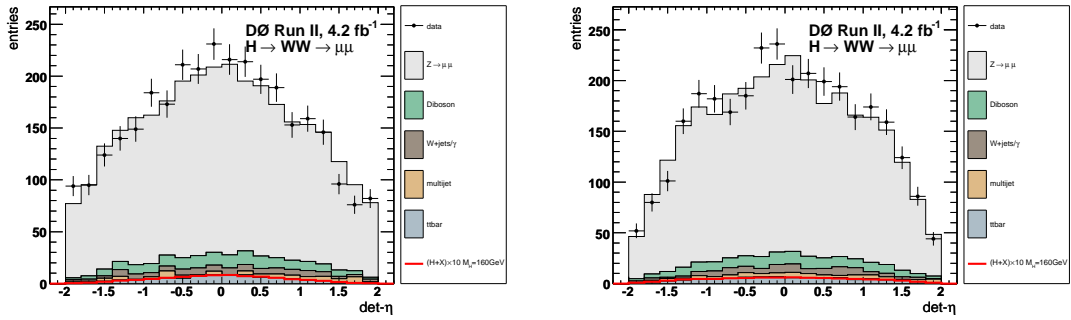 entries
DØ Run II, 4.2 fb⁻¹
H → WW → μμ
250
200
150
100
50
0
-2 -1.5 -1 -0.5 0 0.5 1 1.5 2
det-η
data
Z→μ μ
Diboson
W+jets/γ
multijet
ttbar
(H+X)×10 M_H=160GeV
entries
DØ Run II, 4.2 fb⁻¹
H → WW → μμ
250
200
150
100
50
0
-2 -1.5 -1 -0.5 0 0.5 1 1.5 2
det-η
data
Z→μ μ
Diboson
W+jets/γ
multijet
ttbar
(H+X)×10 M_H=160GeV